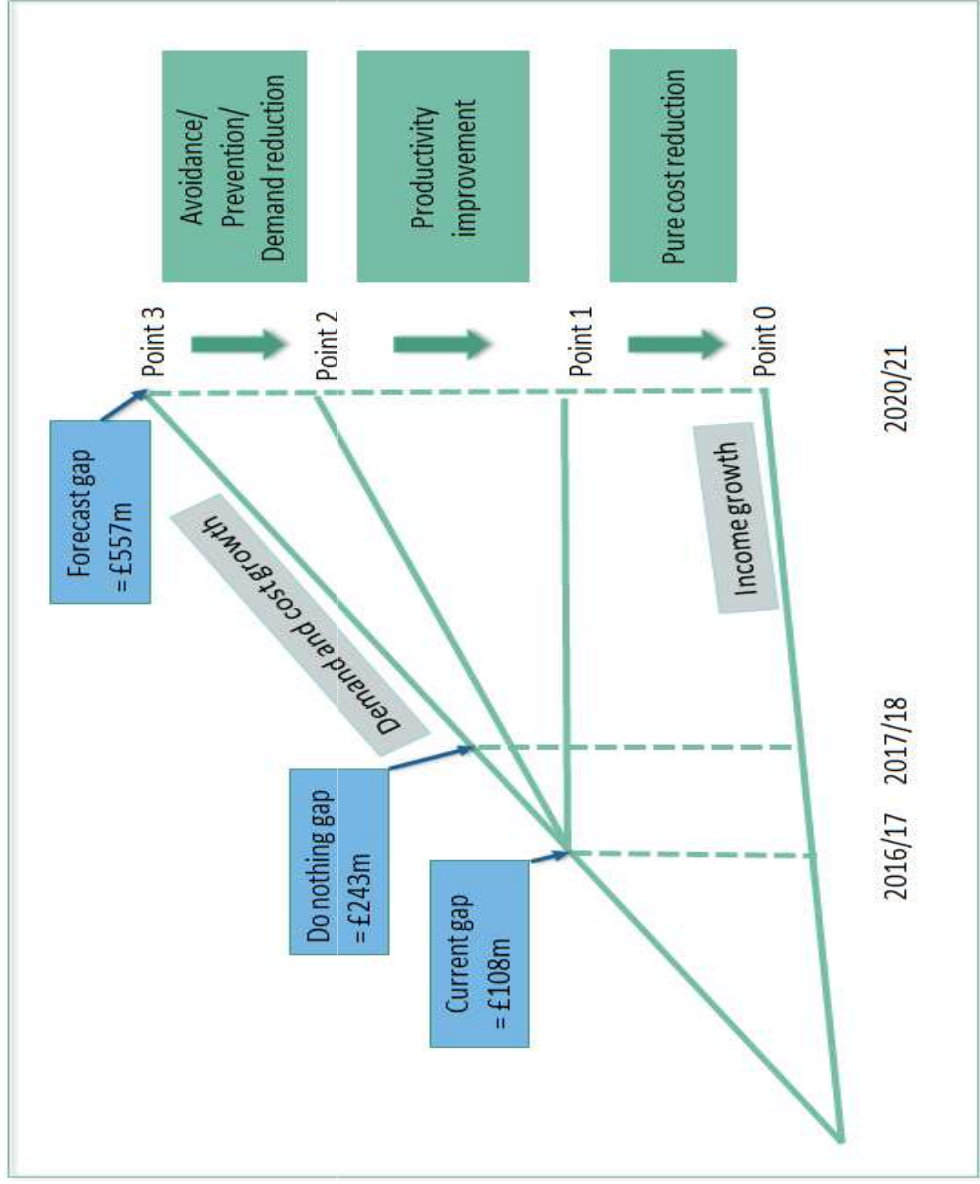 Forecast gap
= £557m
Do nothing gap
= £243m
Current gap
= £108m
Demand and cost growth
Income growth
Point 3
Point 2
Point 1
Point 0
Avoidance/
Prevention/
Demand reduction
Productivity
improvement
Pure cost reduction
2016/17
2017/18
2020/21